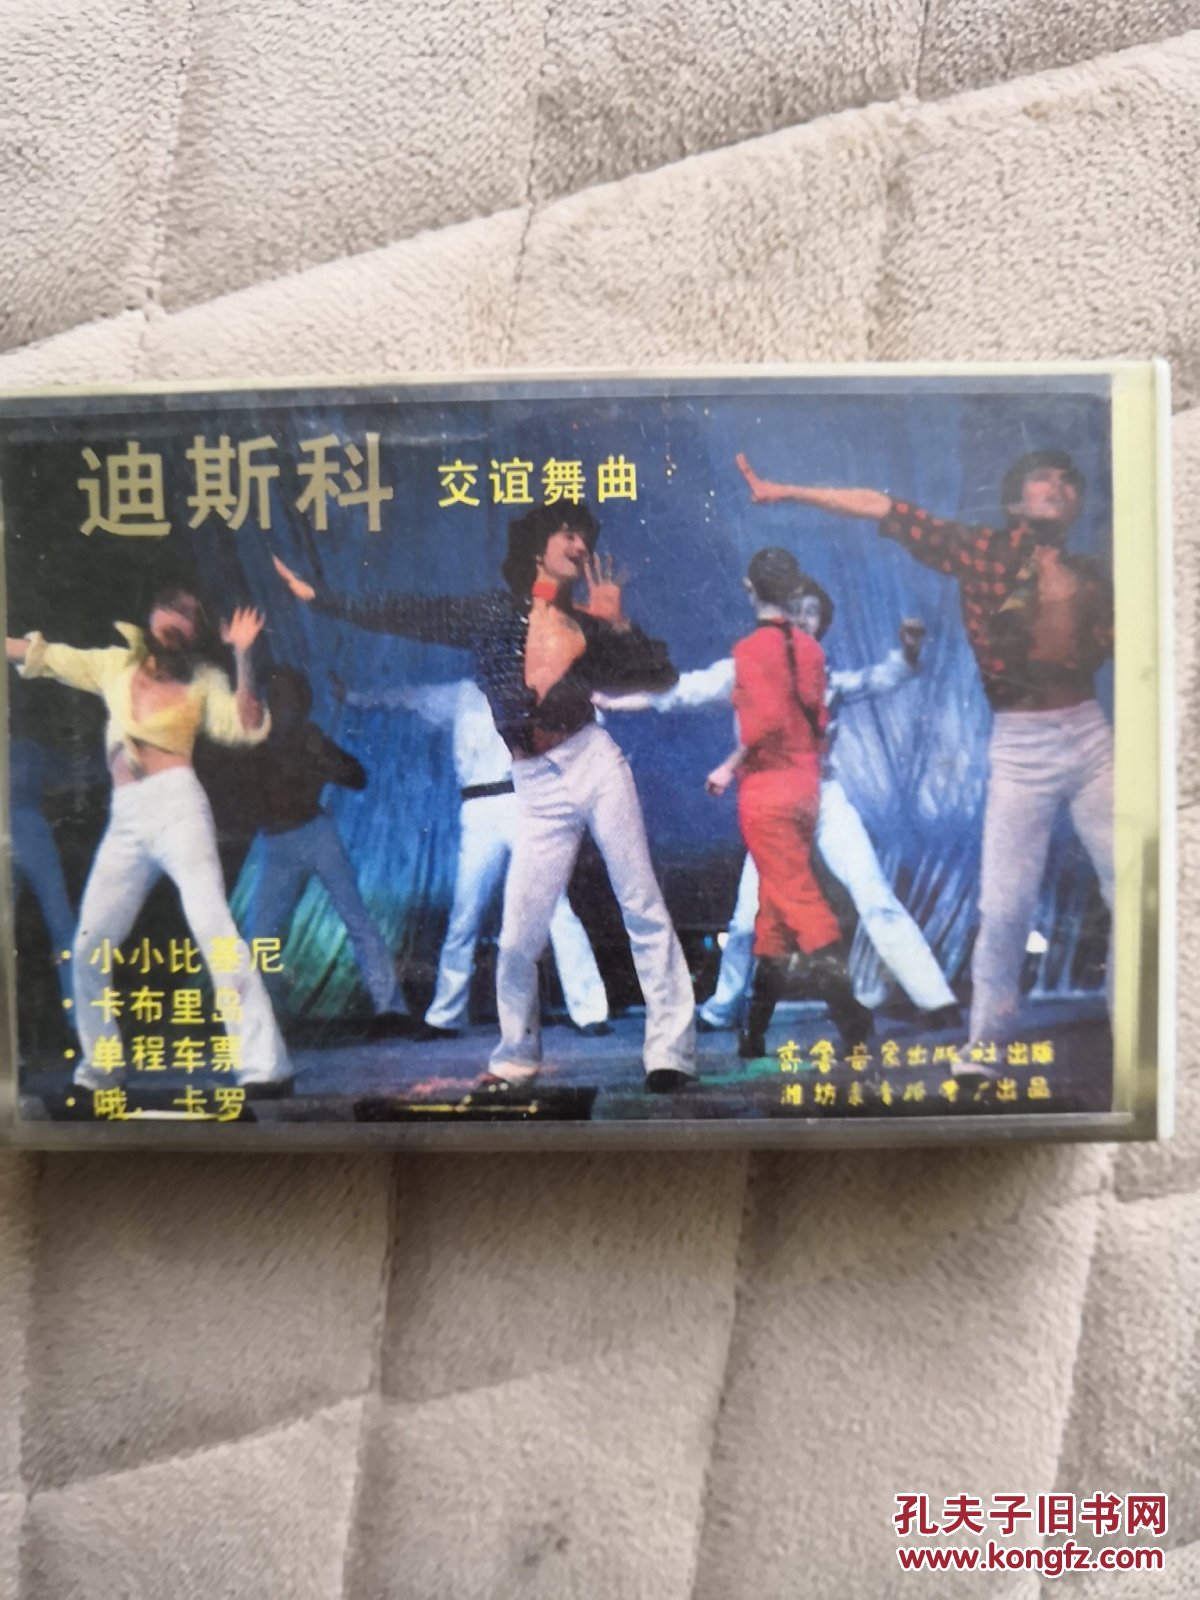 迪斯科 交谊舞曲
·小小比基尼
·卡布里岛
·单程车票
·哦，卡罗
齐鲁音像出版社出版
潍坊录音磁带厂出品
孔夫子旧书网
www.kongfz.com